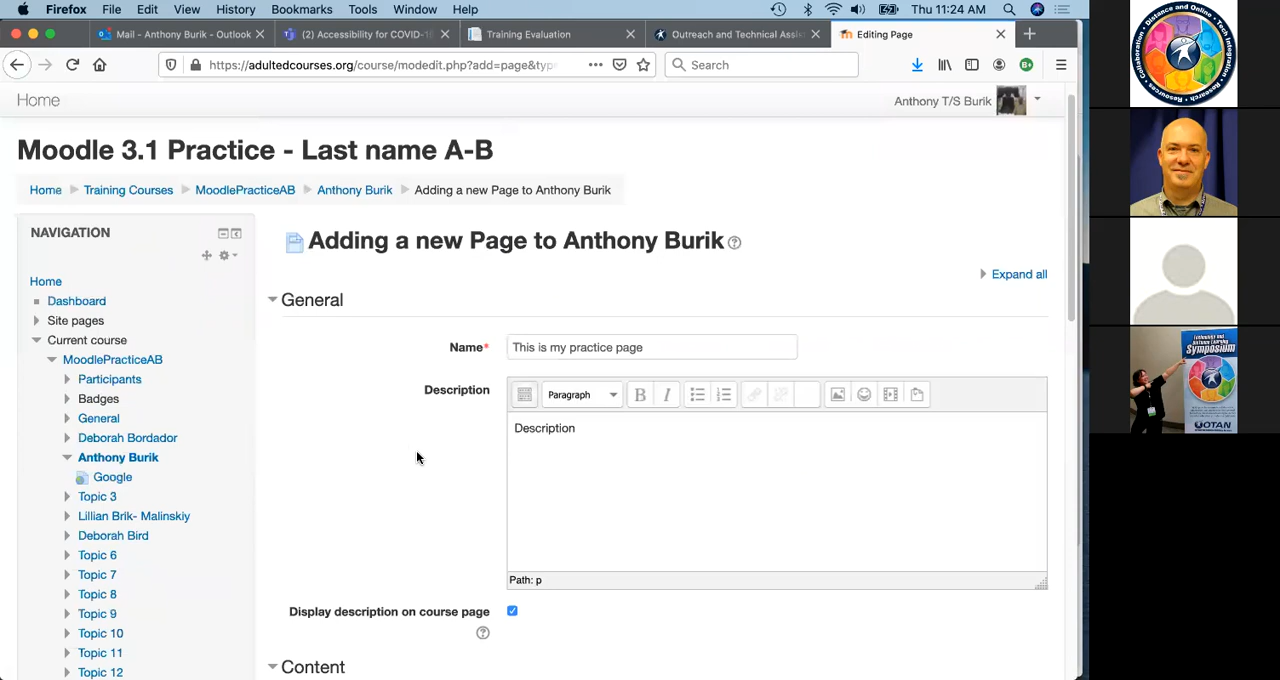 Firefox File Edit View History Bookmarks Tools Window Help Thu 11:24 AM
Mail - Anthony Burik - Outlook (2) Accessibility for COVID-1 Training Evaluation Outreach and Technical Assis Editing Page
https://adultedcourses.org/course/modedit.php?add=page&type Search
Home Anthony T/S Burik
Moodle 3.1 Practice - Last name A-B
Home Training Courses MoodlePracticeAB Anthony Burik Adding a new Page to Anthony Burik
NAVIGATION
Home
Dashboard
Site pages
Current course
MoodlePracticeAB
Participants
Badges
General
Deborah Bordador
Anthony Burik
Google
Topic 3
Lillian Brik- Malinskiy
Deborah Bird
Topic 6
Topic 7
Topic 8
Topic 9
Topic 10
Topic 11
Topic 12
Adding a new Page to Anthony Burik
Expand all
General
Name* This is my practice page
Description
Paragraph B I
Description
Path: p
Display description on course page
Content
Collaboration Distance and Online Tech Integration Research Resources
Technology and Distance Learning
Symposium
OTAN